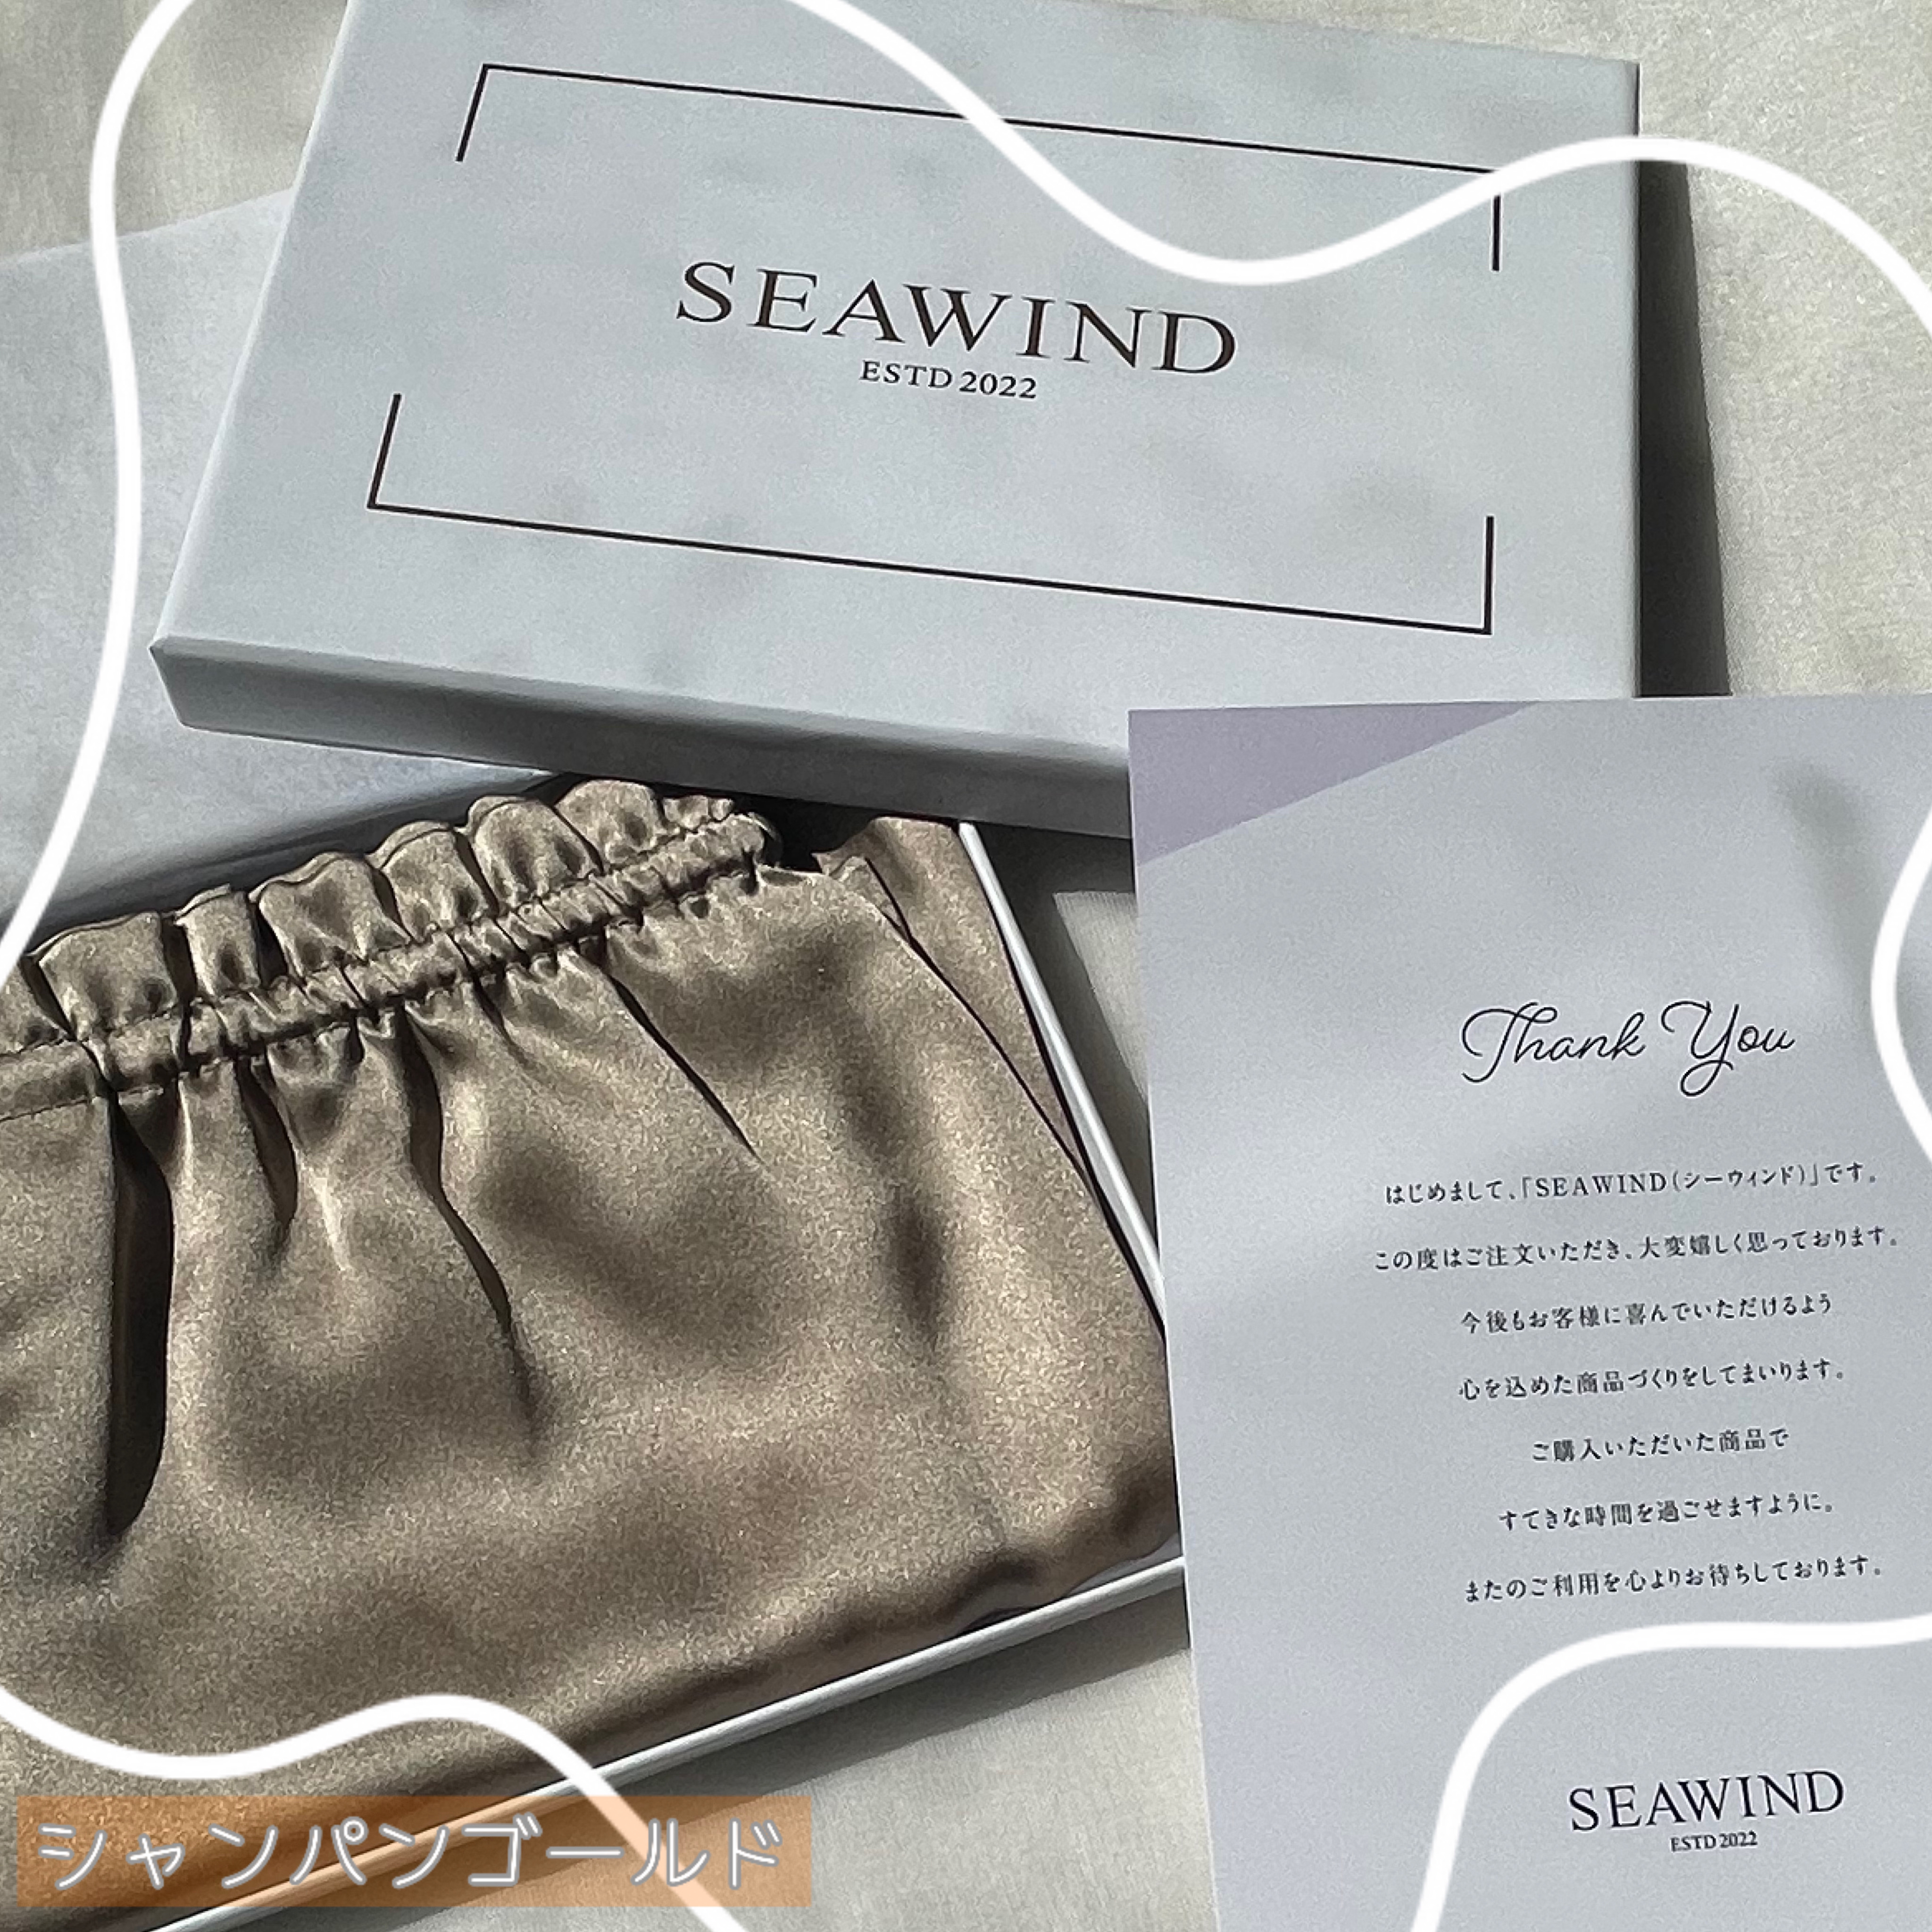 SEAWIND
ESTD 2022
Thank You
はじめまして、「SEAWIND(シーウィンド)」です。
この度はご注文いただき、大変嬉しく思っております。
今後もお客様に喜んでいただけるよう
心を込めた商品づくりをしてまいります。
ご購入いただいた商品で
すてきな時間を過ごせますように。
またのご利用を心よりお待ちしております。
SEAWIND
ESTD 2022
シャンパンゴールド